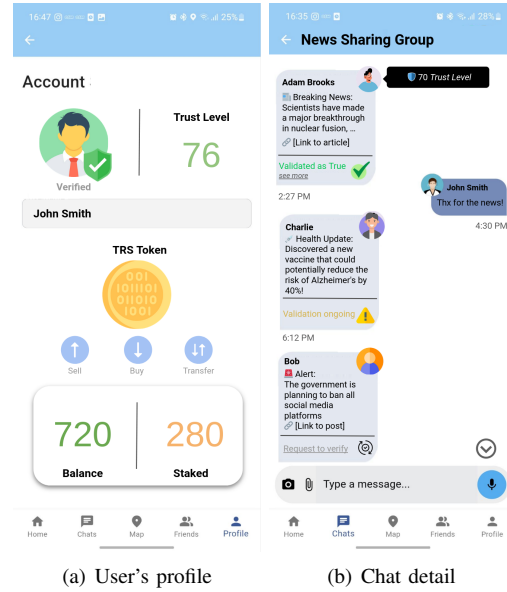 16:47
25%
Account
Trust Level
76
Verified
John Smith
TRS Token
001
101101
011010
1001
Sell
Buy
Transfer
720
280
Balance
Staked
Home
Chats
Map
Friends
Profile
(a) User's profile
16:35
28%
News Sharing Group
Adam Brooks
70 Trust Level
Breaking News:
Scientists have made
a major breakthrough
in nuclear fusion, ...
[Link to article]
Validated as True
see more
2:27 PM
John Smith
Thx for the news!
4:30 PM
Charlie
Health Update:
Discovered a new
vaccine that could
potentially reduce the
risk of Alzheimer's by
40%!
Validation ongoing
6:12 PM
Bob
Alert:
The government is
planning to ban all
social media
platforms
[Link to post]
Request to verify
Type a message...
Home
Chats
Map
Friends
Profile
(b) Chat detail